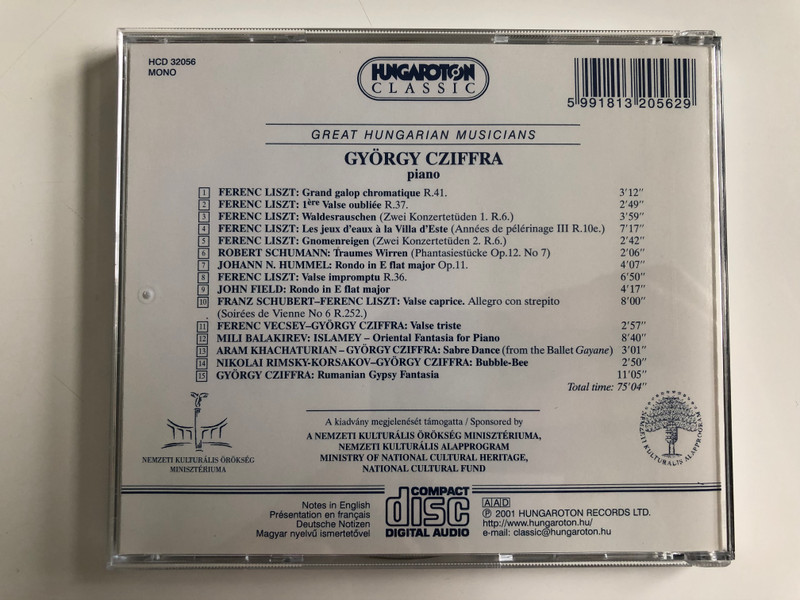 HCD 32056
MONO
HUNGAROTON
CLASSIC
5 991813 205629
GREAT HUNGARIAN MUSICIANS
GYÖRGY CZIFFRA
piano
1 FERENC LISZT: Grand galop chromatique R.41. 3'12"
2 FERENC LISZT: 1ère Valse oubliée R.37. 2'49"
3 FERENC LISZT: Waldesrauschen (Zwei Konzertetüden 1. R.6.) 3'59"
4 FERENC LISZT: Les jeux d'eaux à la Villa d'Este (Années de pélérinage III R.10e.) 7'17"
5 FERENC LISZT: Gnomenreigen (Zwei Konzertetüden 2. R.6.) 2'42"
6 ROBERT SCHUMANN: Traumes Wirren (Phantasiestücke Op.12. No 7) 2'06"
7 JOHANN N. HUMMEL: Rondo in E flat major Op.11. 4'07"
8 FERENC LISZT: Valse impromptu R.36. 6'50"
9 JOHN FIELD: Rondo in E flat major 4'17"
10 FRANZ SCHUBERT–FERENC LISZT: Valse caprice. Allegro con strepito 8'00"
(Soirées de Vienne No 6 R.252.)
11 FERENC VECSEY–GYÖRGY CZIFFRA: Valse triste 2'57"
12 MILI BALAKIREV: ISLAMEY – Oriental Fantasia for Piano 8'40"
13 ARAM KHACHATURIAN – GYÖRGY CZIFFRA: Sabre Dance (from the Ballet Gayane) 3'01"
14 NIKOLAI RIMSKY-KORSAKOV–GYÖRGY CZIFFRA: Bubble-Bee 2'50"
15 GYÖRGY CZIFFRA: Rumanian Gypsy Fantasia 11'05"
Total time: 75'04"
A kiadvány megjelenését támogatta / Sponsored by
A NEMZETI KULTURÁLIS ÖRÖKSÉG MINISZTÉRIUMA,
NEMZETI KULTURÁLIS ALAPPROGRAM
MINISTRY OF NATIONAL CULTURAL HERITAGE,
NATIONAL CULTURAL FUND
NEMZETI KULTURÁLIS ÖRÖKSÉG
MINISZTÉRIUMA
NEMZETI KULTURÁLIS ALAPPROGRAM
Notes in English
Présentation en français
Deutsche Notizen
Magyar nyelvű ismertetővel
COMPACT
disc
DIGITAL AUDIO
AAD
℗ 2001 HUNGAROTON RECORDS LTD.
http://www.hungaroton.hu/
e-mail: classic@hungaroton.hu